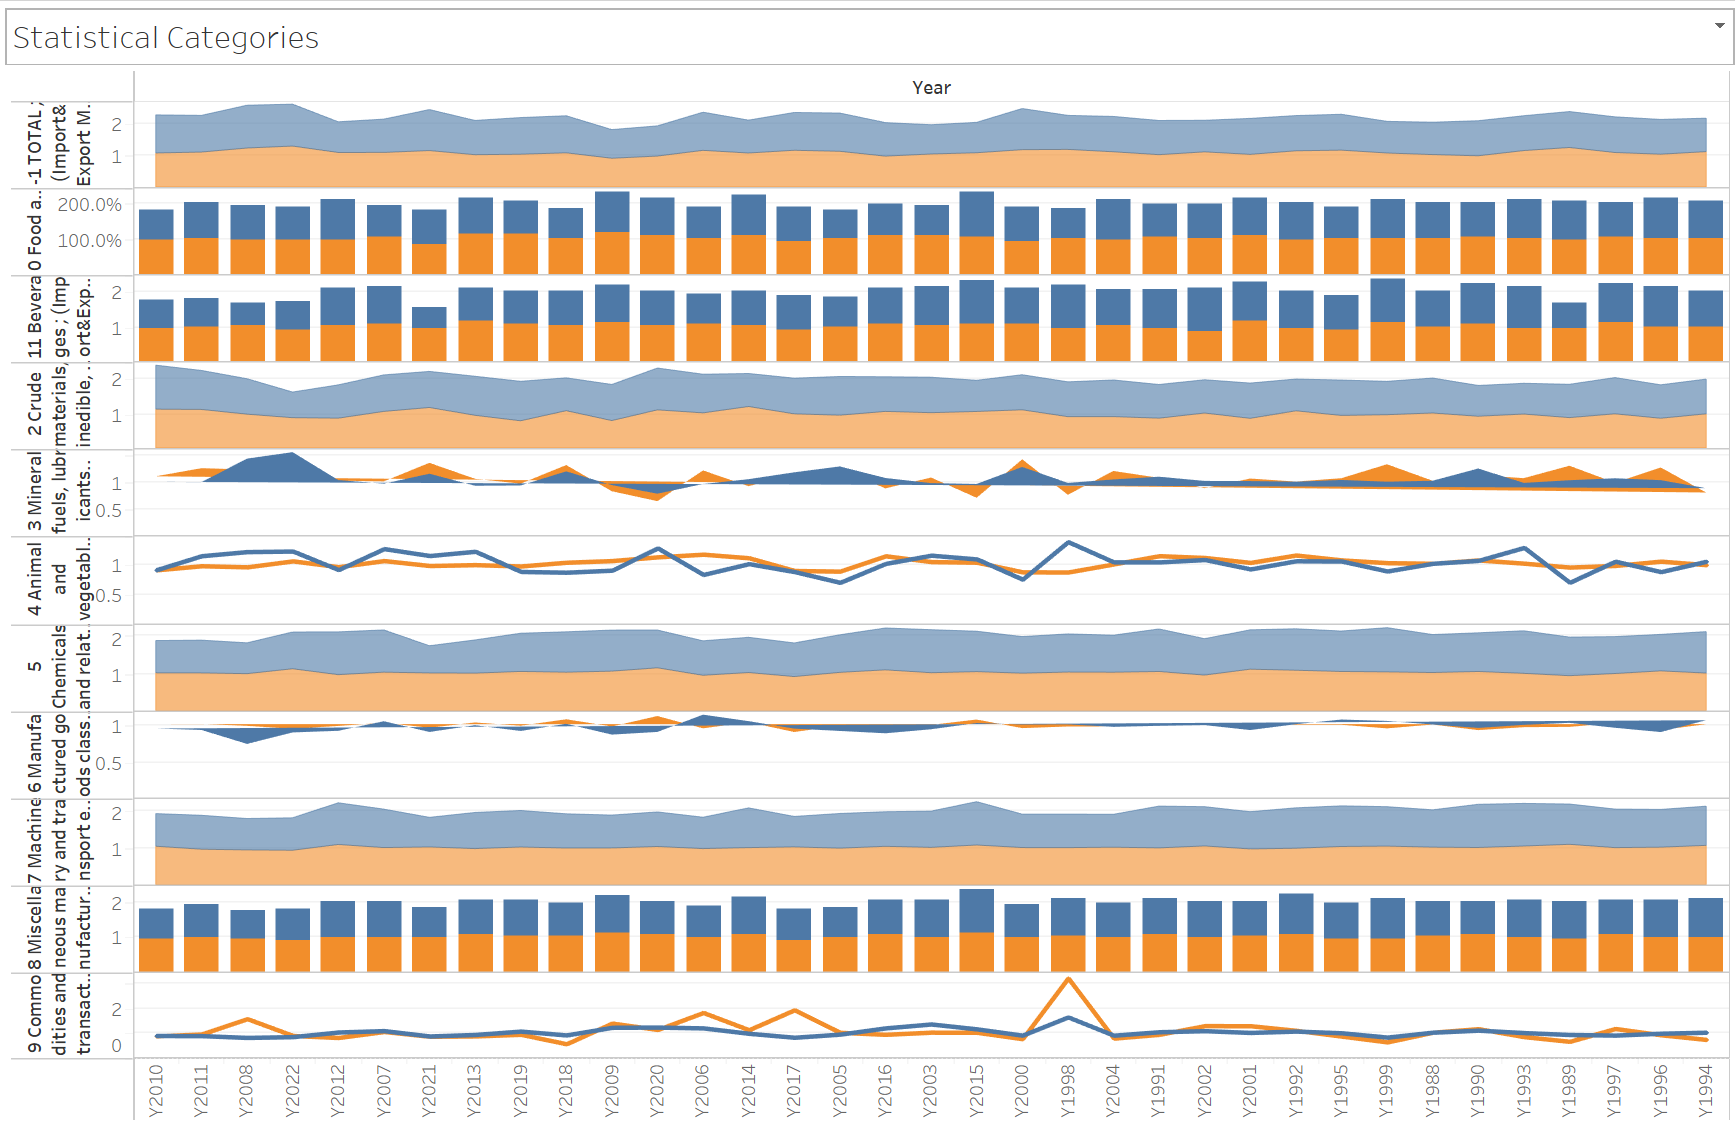 Statistical Categories
Year
-1 TOTAL ;
(Import&
Export M..
2
1
0 Food a..
200.0%
100.0%
11 Bevera
ges ; (Imp
ort&Exp..
2
1
2 Crude
materials,
inedible, ..
2
1
3 Mineral
fuels, lubr
icants..
1
0.5
4 Animal
and
vegetabl..
1
0.5
5
Chemicals
and relat..
2
1
6 Manufa
ctured go
ods class..
1
0.5
7 Machine
ry and tra
nsport e..
2
1
8 Miscella
neous ma
nufactur..
2
1
9 Commo
dities and
transact..
2
0
Y2010
Y2011
Y2008
Y2022
Y2012
Y2007
Y2021
Y2013
Y2019
Y2018
Y2009
Y2020
Y2006
Y2014
Y2017
Y2005
Y2016
Y2003
Y2015
Y2000
Y1998
Y2004
Y1991
Y2002
Y2001
Y1992
Y1995
Y1999
Y1988
Y1990
Y1993
Y1989
Y1997
Y1996
Y1994